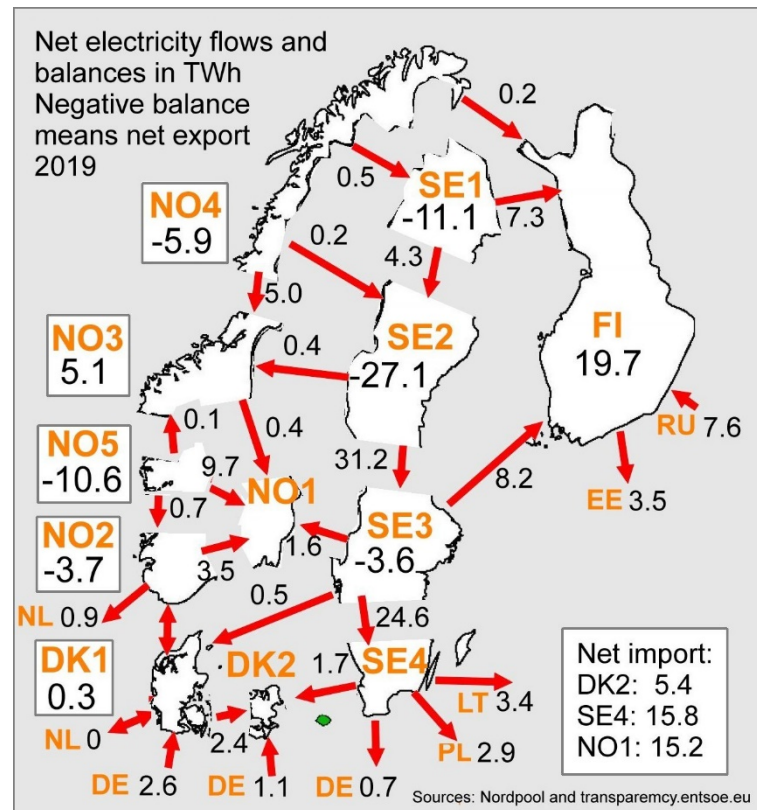 Net electricity flows and
balances in TWh
Negative balance
means net export
2019
0.2
0.5
SE1
-11.1
7.3
NO4
-5.9
0.2
4.3
5.0
NO3
5.1
0.4
SE2
-27.1
FI
19.7
0.1
0.4
RU 7.6
NO5
-10.6
9.7
31.2
8.2
EE 3.5
0.7
NO1
SE3
-3.6
NO2
-3.7
3.5
1.6
0.5
24.6
NL 0.9
DK1
0.3
DK2
1.7
SE4
LT 3.4
NL 0
2.4
PL 2.9
DE 2.6
DE 1.1
DE 0.7
Net import:
DK2: 5.4
SE4: 15.8
NO1: 15.2
Sources: Nordpool and transparemcy.entsoe.eu